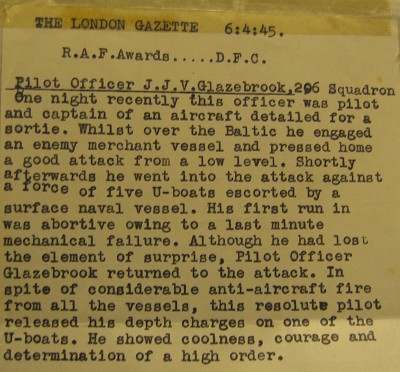 THE LONDON GAZETTE 6:4:45.
R.A.F.Awards.....D.F.C.
Pilot Officer J.J.V.Glazebrook,206 Squadron
One night recently this officer was pilot
and captain of an aircraft detailed for a
sortie. Whilst over the Baltic he engaged
an enemy merchant vessel and pressed home
a good attack from a low level. Shortly
afterwards he went into the attack against
a force of five U-boats escorted by a
surface naval vessel. His first run in
was abortive owing to a last minute
mechanical failure. Although he had lost
the element of surprise, Pilot Officer
Glazebrook returned to the attack. In
spite of considerable anti-aircraft fire
from all the vessels, this resolute pilot
released his depth charges on one of the
U-boats. He showed coolness, courage and
determination of a high order.